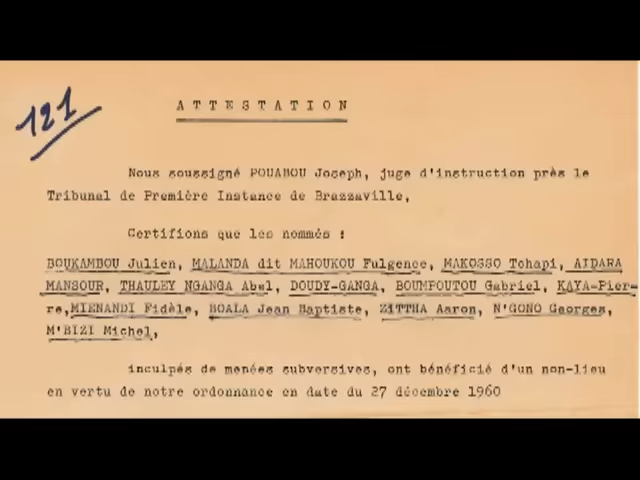 121
ATTESTATION
Nous soussigné POUABOU Joseph, juge d'instruction près le
Tribunal de Première Instance de Brazzaville,
Certifions que les nommés :
BOUKAMBOU Julien, MALANDA dit MAHOUKOU Fulgence, MAKOSSO Tchapi, AIDARA
MANSOUR, THAULEY NGANGA Abel, DOUDY-GANGA, BOUMPOUTOU Gabriel, KAYA-Pier-
re, MIENANDI Fidèle, BOALA Jean Baptiste, ZITTHA Aaron, N'GONO Georges,
M'BIZI Michel,
inculpés de menées subversives, ont bénéficié d'un non-lieu
en vertu de notre ordonnance en date du 27 décembre 1960